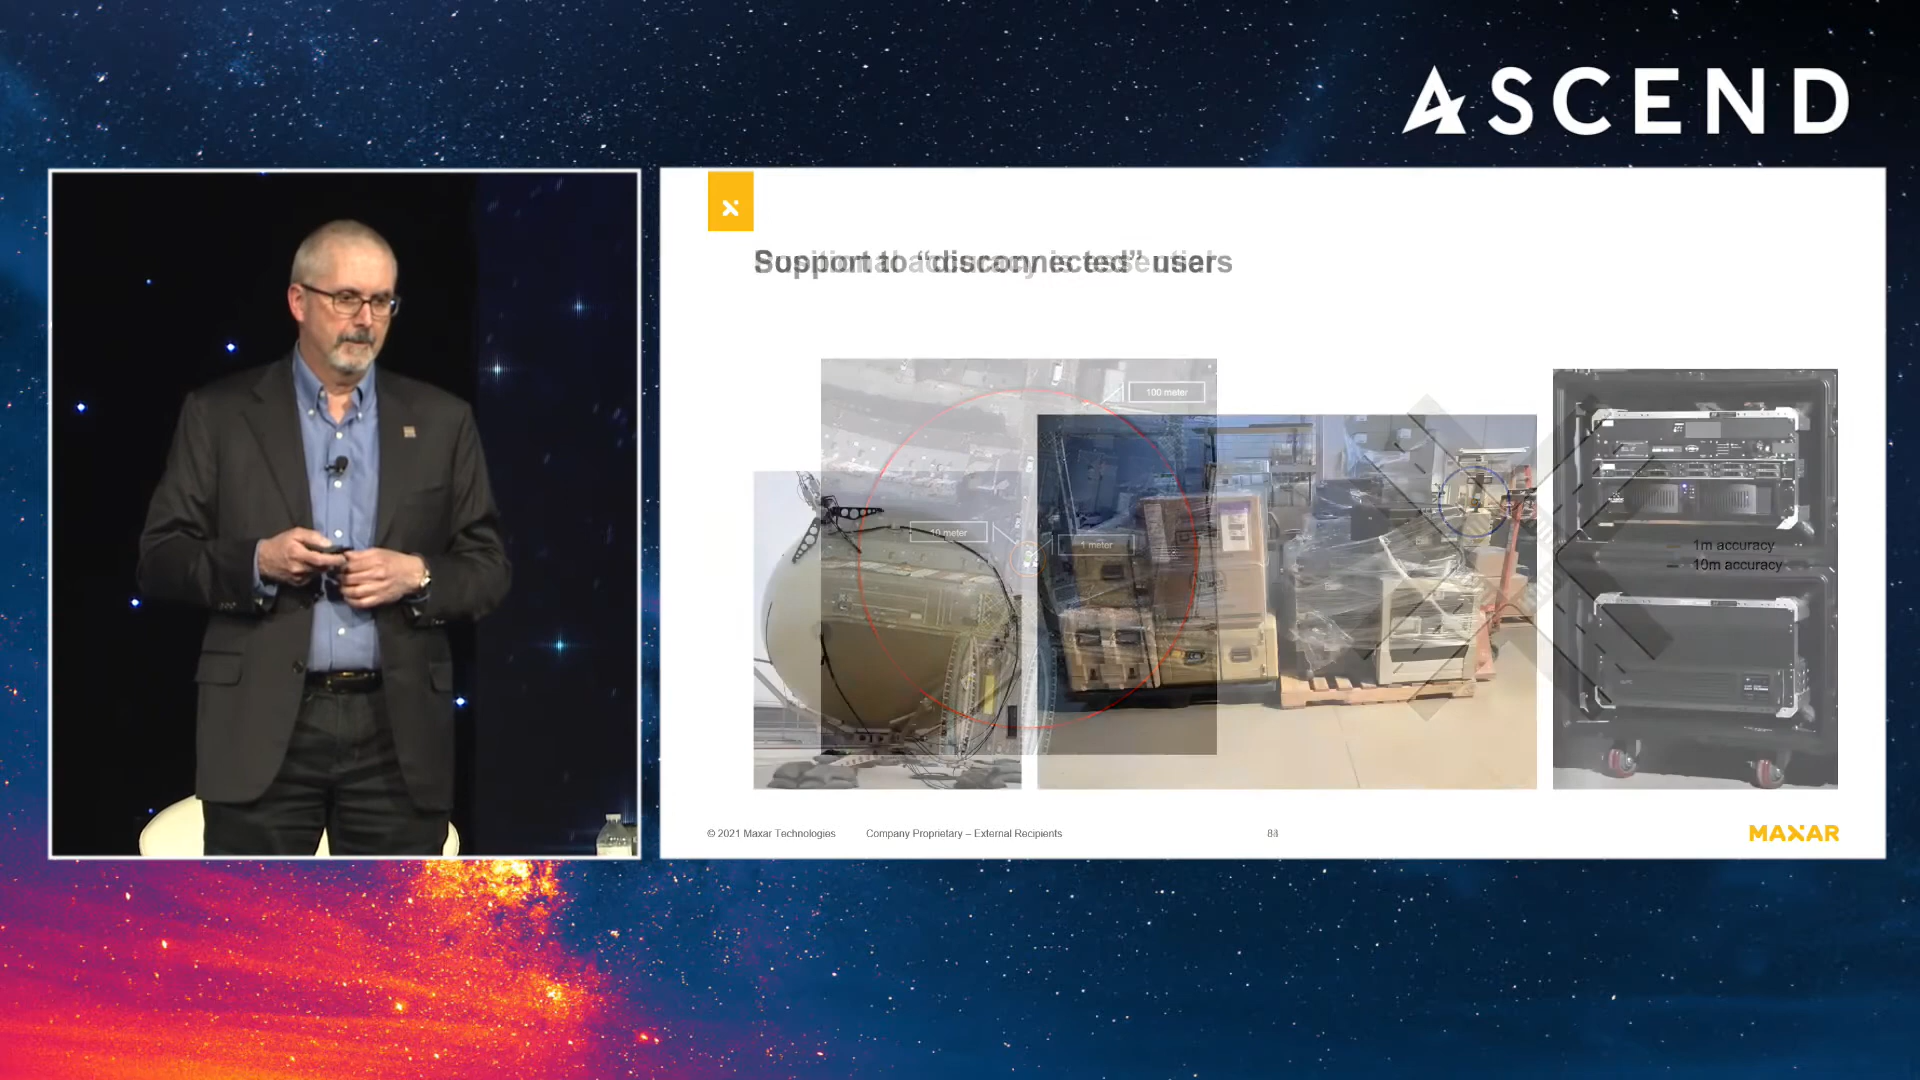 ASCEND
Support to “disconnected” users
100 meter
10 meter
1 meter
1m accuracy
10m accuracy
© 2021 Maxar Technologies
Company Proprietary – External Recipients
MAXAR